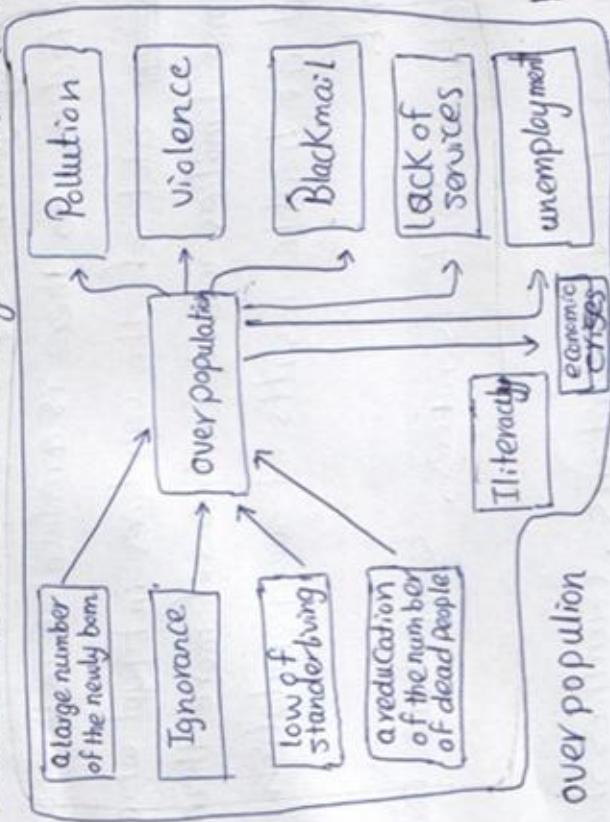 a large number
of the newly born
Ignorance
low of
standerliving
a reducation
of the number
of dead people
over population
Pollution
violence
Blackmail
lack of
services
unemployment
Iliteracy
economic
crises
over populion